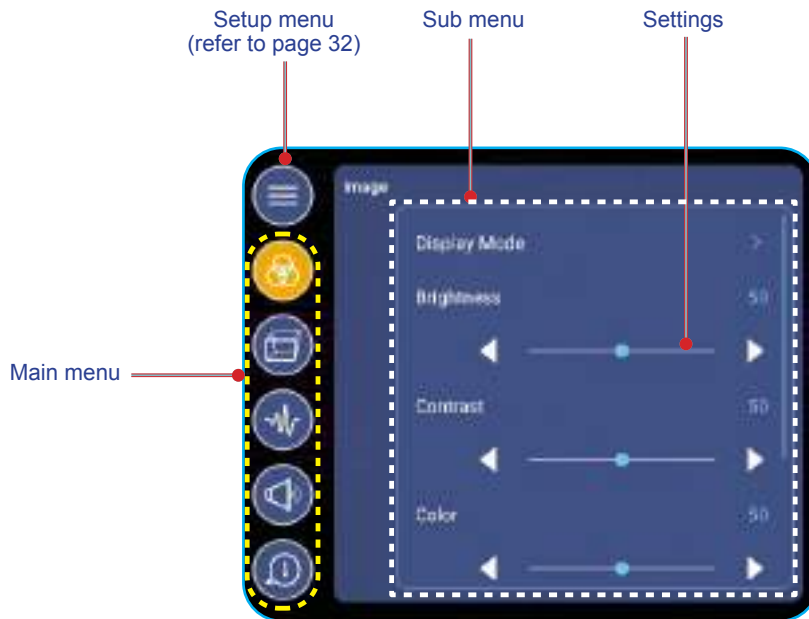 Setup menu
(refer to page 32)
Sub menu
Settings
Image
Display Mode >
Brightness 50
Main menu
Contrast 50
Color 50